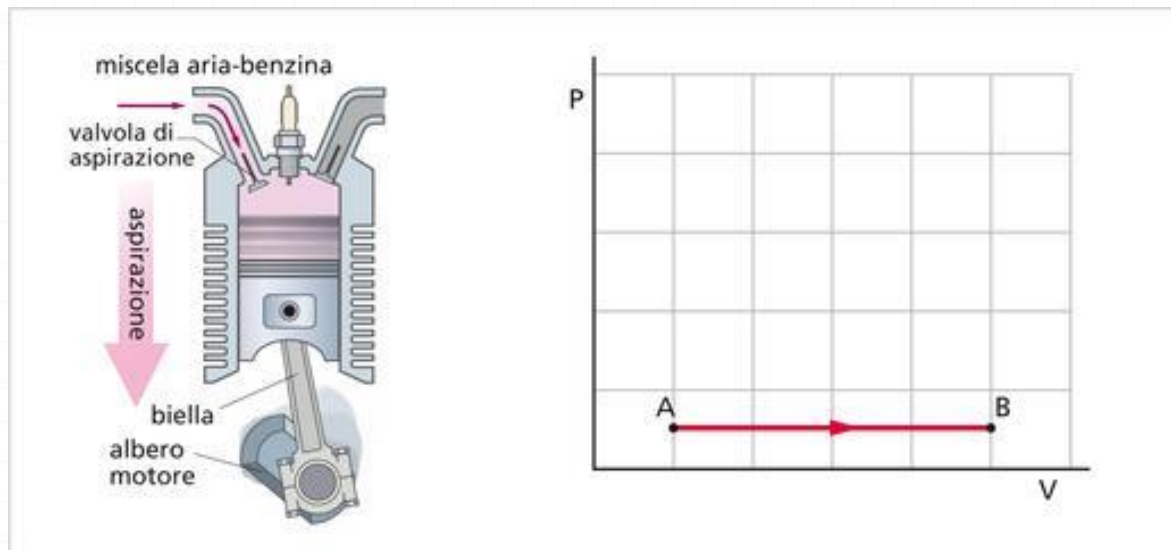 miscela aria-benzina
valvola di
aspirazione
aspirazione
biella
albero
motore
P
A
B
V